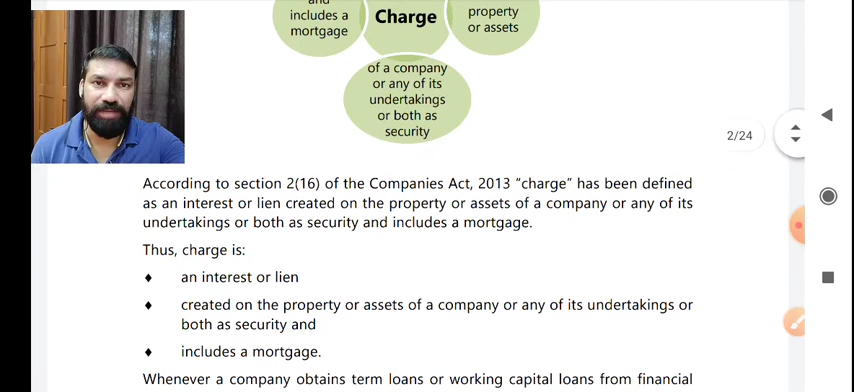 and
includes a
mortgage
Charge
property
or assets
of a company
or any of its
undertakings
or both as
security
2/24
According to section 2(16) of the Companies Act, 2013 “charge” has been defined
as an interest or lien created on the property or assets of a company or any of its
undertakings or both as security and includes a mortgage.
Thus, charge is:
♦ an interest or lien
♦ created on the property or assets of a company or any of its undertakings or
both as security and
♦ includes a mortgage.
Whenever a company obtains term loans or working capital loans from financial